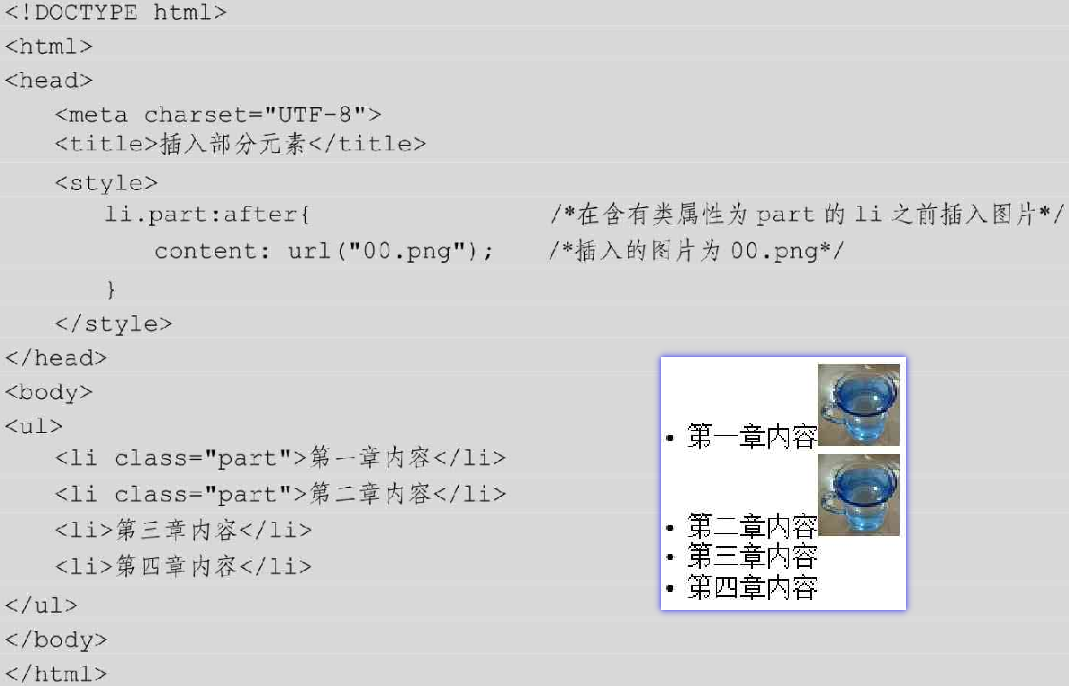 <!DOCTYPE html>
<html>
<head>
<meta charset="UTF-8">
<title>插入部分元素</title>
<style>
li.part:after{ /*在含有类属性为 part 的 li 之前插入图片*/
content: url("00.png"); /*插入的图片为 00.png*/
}
</style>
</head>
<body>
<ul>
<li class="part">第一章内容</li>
<li class="part">第二章内容</li>
<li>第三章内容</li>
<li>第四章内容</li>
</ul>
</body>
</html>
• 第一章内容
• 第二章内容
• 第三章内容
• 第四章内容